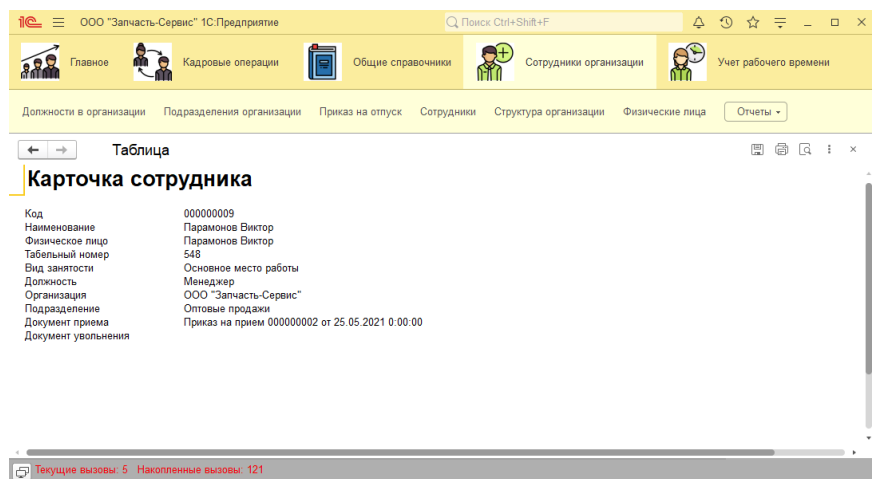 1С ООО "Запчасть-Сервис" 1С:Предприятие Поиск Ctrl+Shift+F
Главное Кадровые операции Общие справочники Сотрудники организации Учет рабочего времени
Должности в организации Подразделения организации Приказ на отпуск Сотрудники Структура организации Физические лица Отчеты
Таблица
Карточка сотрудника
Код 000000009
Наименование Парамонов Виктор
Физическое лицо Парамонов Виктор
Табельный номер 548
Вид занятости Основное место работы
Должность Менеджер
Организация ООО "Запчасть-Сервис"
Подразделение Оптовые продажи
Документ приема Приказ на прием 000000002 от 25.05.2021 0:00:00
Документ увольнения
Текущие вызовы: 5 Накопленные вызовы: 121